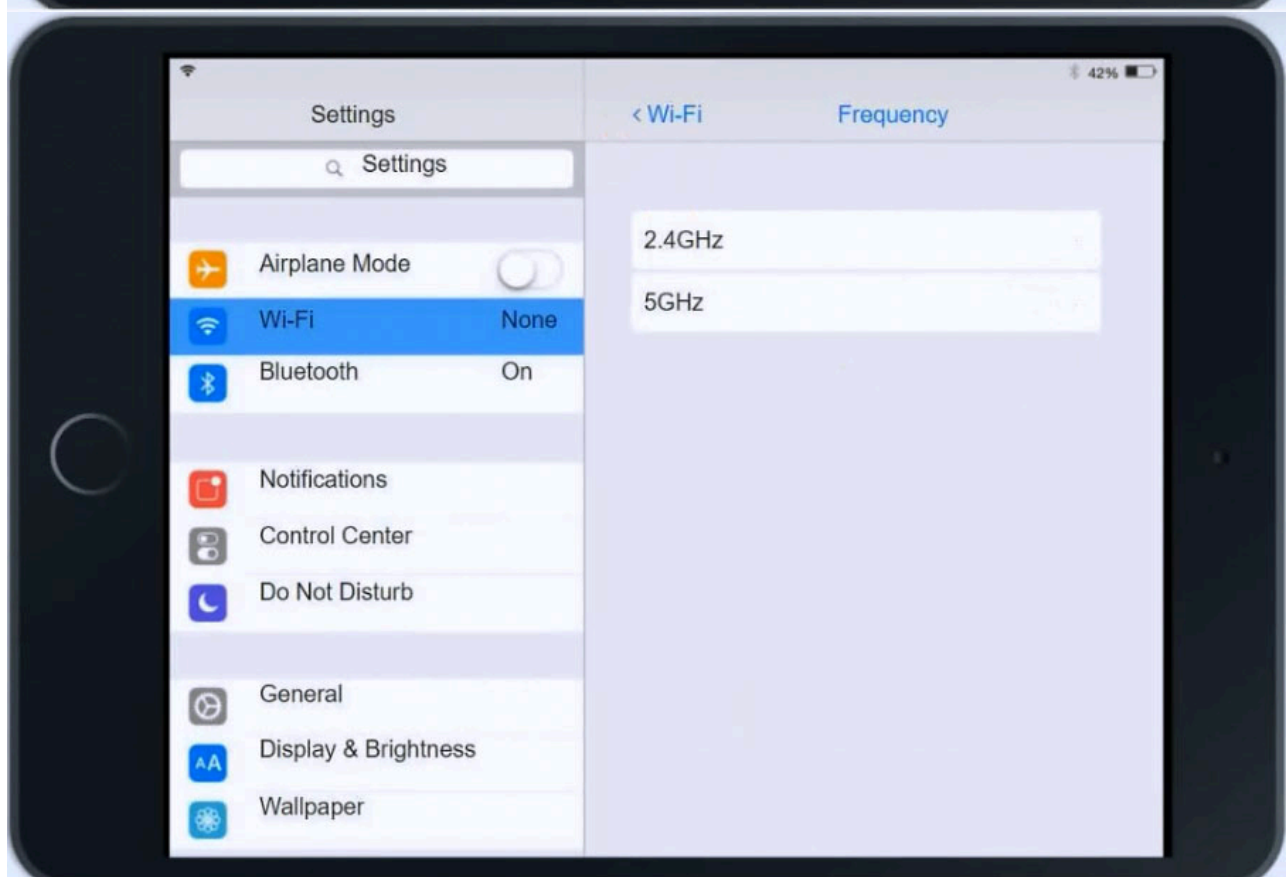 42%
Settings
< Wi-Fi Frequency
Settings
2.4GHz
Airplane Mode
5GHz
Wi-Fi None
Bluetooth On
Notifications
Control Center
Do Not Disturb
General
AA Display & Brightness
Wallpaper